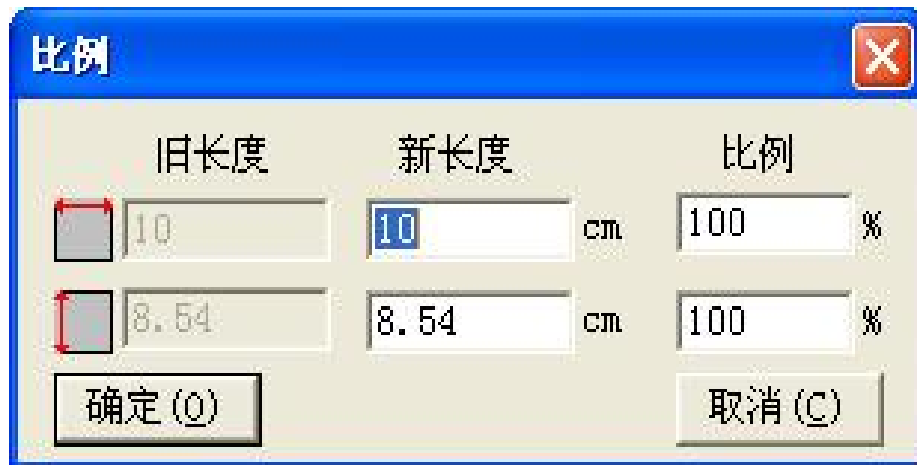 比例
旧长度 新长度 比例
10 10 cm 100 %
8.54 8.54 cm 100 %
确定(O) 取消(C)